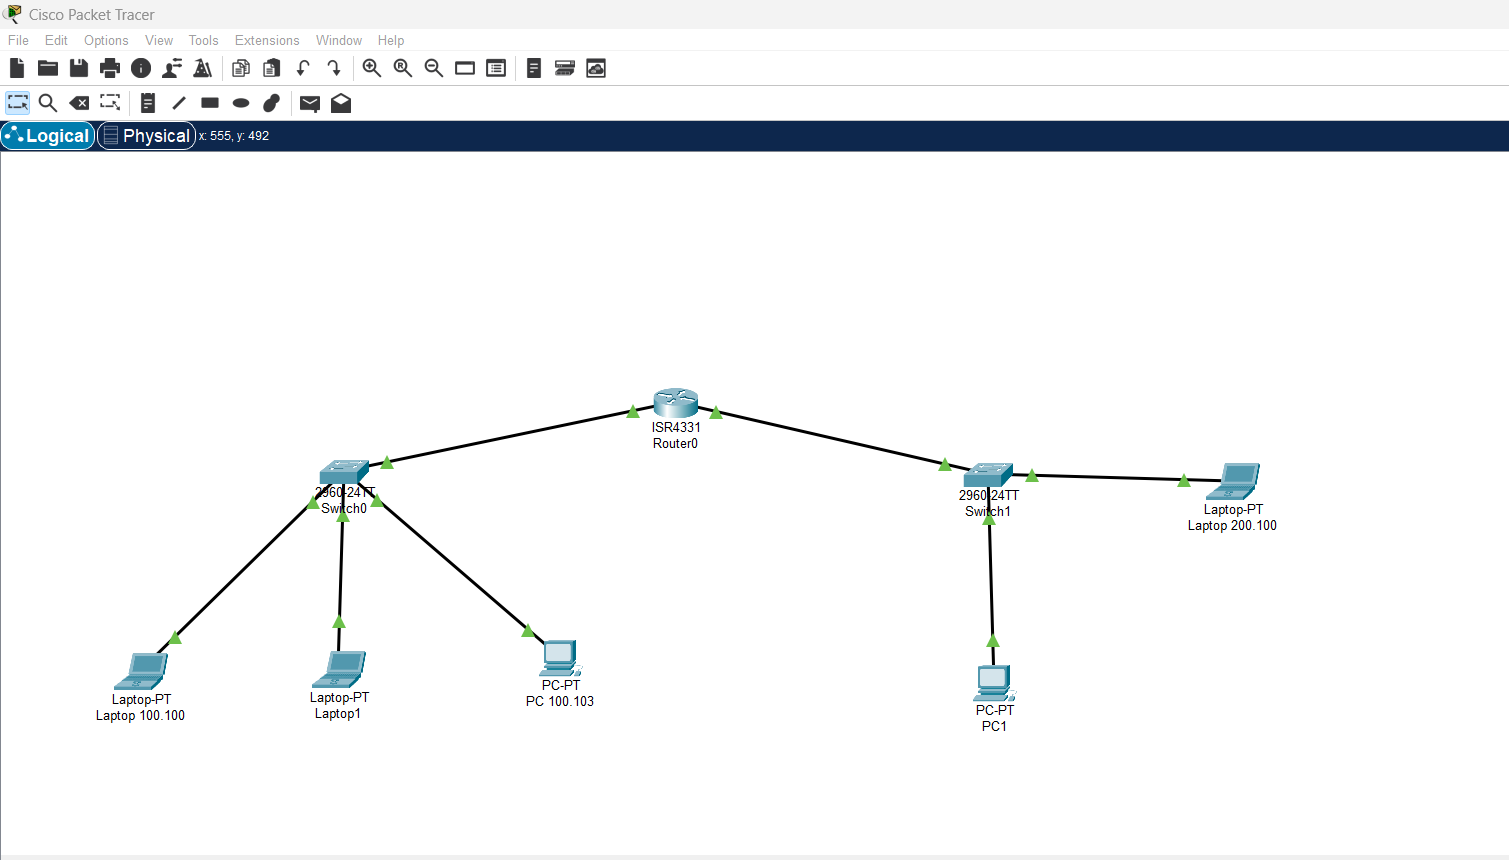 Cisco Packet Tracer
File Edit Options View Tools Extensions Window Help
Logical Physical x: 555, y: 492
ISR4331
Router0
2960-24TT
Switch0
2960-24TT
Switch1
Laptop-PT
Laptop 200.100
Laptop-PT
Laptop 100.100
Laptop-PT
Laptop1
PC-PT
PC 100.103
PC-PT
PC1